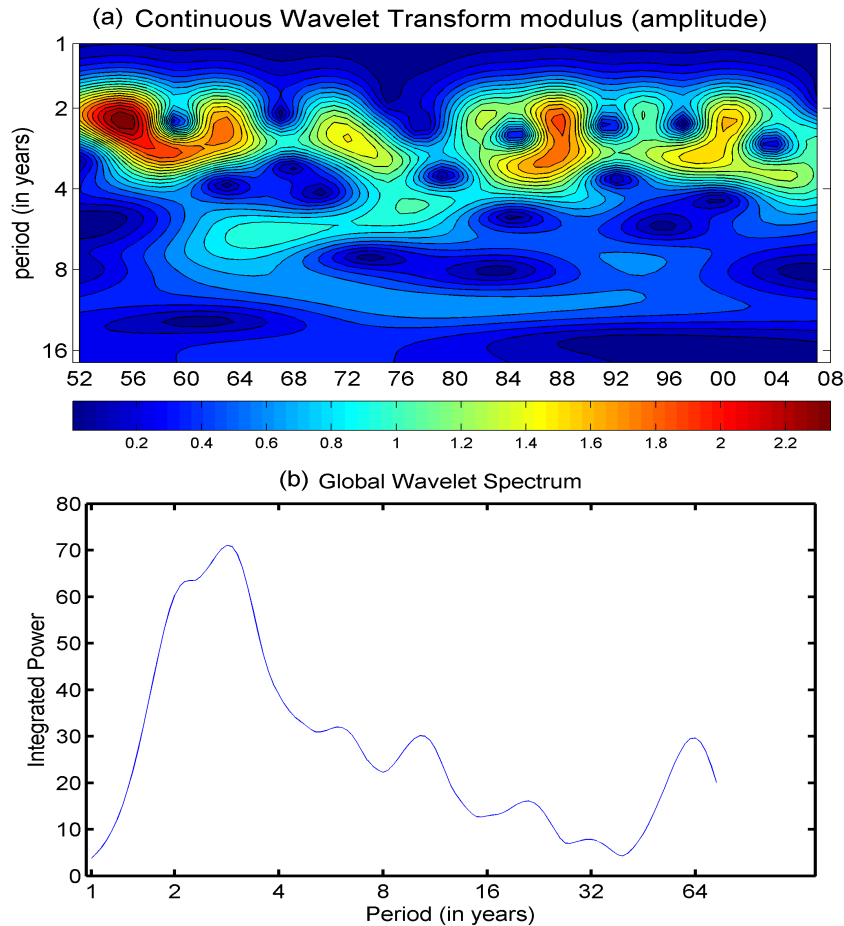 (a) Continuous Wavelet Transform modulus (amplitude)
1
2
4
8
16
period (in years)
52 56 60 64 68 72 76 80 84 88 92 96 00 04 08
0.2 0.4 0.6 0.8 1 1.2 1.4 1.6 1.8 2 2.2
(b) Global Wavelet Spectrum
80
70
60
50
40
30
20
10
0
Integrated Power
1 2 4 8 16 32 64
Period (in years)